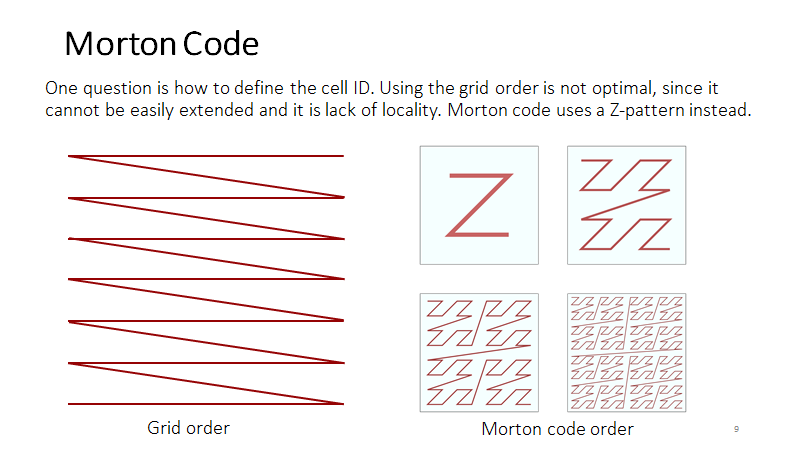 Morton Code
One question is how to define the cell ID. Using the grid order is not optimal, since it
cannot be easily extended and it is lack of locality. Morton code uses a Z-pattern instead.
Grid order
Morton code order
9